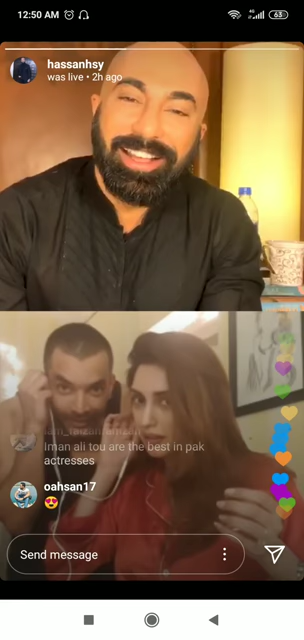 12:50 AM
4G
63
hassanhsy
was live • 2h ago
Iman ali tou are the best in pak
actresses
oahsan17
😍
Send message